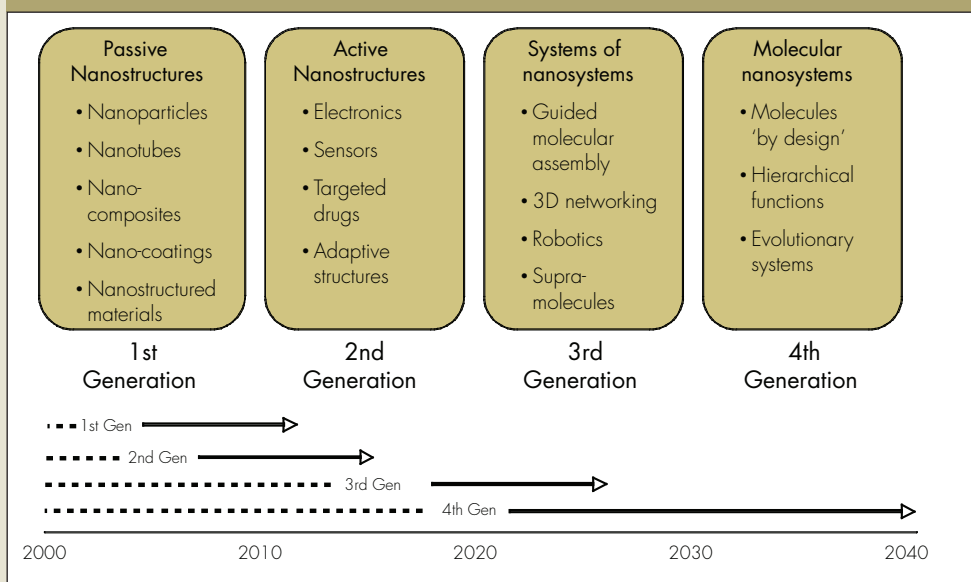 Passive
Nanostructures
• Nanoparticles
• Nanotubes
• Nano-
composites
• Nano-coatings
• Nanostructured
materials
Active
Nanostructures
• Electronics
• Sensors
• Targeted
drugs
• Adaptive
structures
Systems of
nanosystems
• Guided
molecular
assembly
• 3D networking
• Robotics
• Supra-
molecules
Molecular
nanosystems
• Molecules
‘by design’
• Hierarchical
functions
• Evolutionary
systems
1st
Generation
2nd
Generation
3rd
Generation
4th
Generation
1st Gen
2nd Gen
3rd Gen
4th Gen
2000 2010 2020 2030 2040